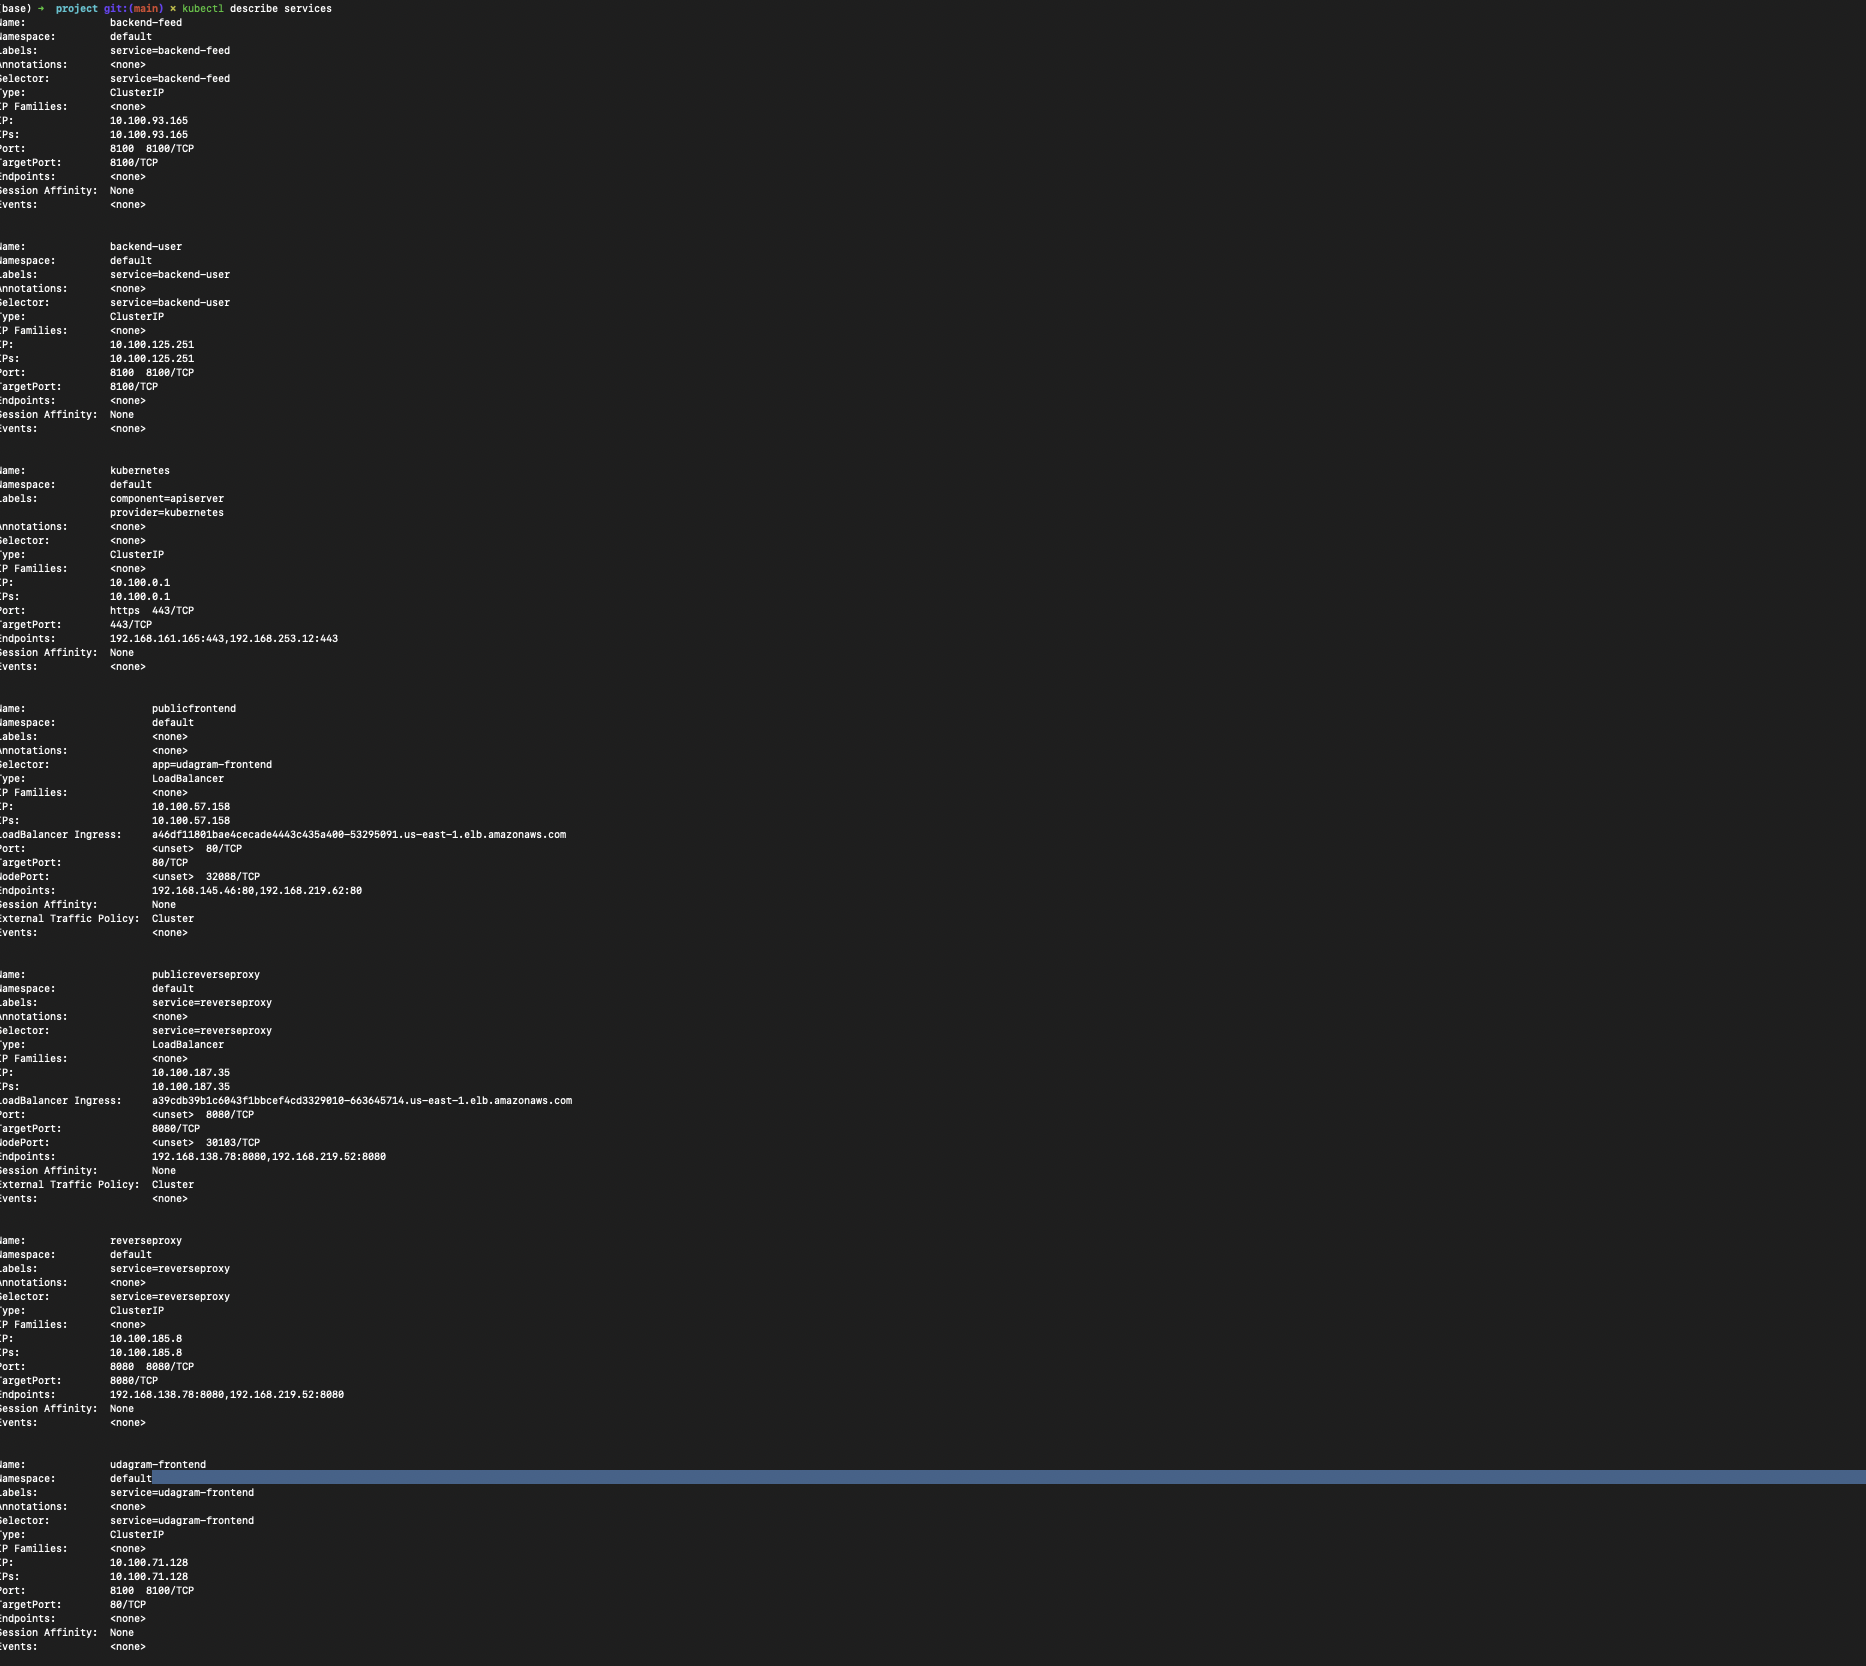 (base) ➜  project git:(main) ✗ kubectl describe services
Name:              backend-feed
Namespace:         default
Labels:            service=backend-feed
Annotations:       <none>
Selector:          service=backend-feed
Type:              ClusterIP
IP Families:       <none>
IP:                10.100.93.165
IPs:               10.100.93.165
Port:              8100  8100/TCP
TargetPort:        8100/TCP
Endpoints:         <none>
Session Affinity:  None
Events:            <none>
Name:              backend-user
Namespace:         default
Labels:            service=backend-user
Annotations:       <none>
Selector:          service=backend-user
Type:              ClusterIP
IP Families:       <none>
IP:                10.100.125.251
IPs:               10.100.125.251
Port:              8100  8100/TCP
TargetPort:        8100/TCP
Endpoints:         <none>
Session Affinity:  None
Events:            <none>
Name:              kubernetes
Namespace:         default
Labels:            component=apiserver
                   provider=kubernetes
Annotations:       <none>
Selector:          <none>
Type:              ClusterIP
IP Families:       <none>
IP:                10.100.0.1
IPs:               10.100.0.1
Port:              https  443/TCP
TargetPort:        443/TCP
Endpoints:         192.168.161.165:443,192.168.253.12:443
Session Affinity:  None
Events:            <none>
Name:                     publicfrontend
Namespace:                default
Labels:                   <none>
Annotations:              <none>
Selector:                 app=udagram-frontend
Type:                     LoadBalancer
IP Families:              <none>
IP:                       10.100.57.158
IPs:                      10.100.57.158
LoadBalancer Ingress:     a46df11801bae4cecade4443c435a400-53295091.us-east-1.elb.amazonaws.com
Port:                     <unset>  80/TCP
TargetPort:               80/TCP
NodePort:                 <unset>  32088/TCP
Endpoints:                192.168.145.46:80,192.168.219.62:80
Session Affinity:         None
External Traffic Policy:  Cluster
Events:                   <none>
Name:                     publicreverseproxy
Namespace:                default
Labels:                   service=reverseproxy
Annotations:              <none>
Selector:                 service=reverseproxy
Type:                     LoadBalancer
IP Families:              <none>
IP:                       10.100.187.35
IPs:                      10.100.187.35
LoadBalancer Ingress:     a39cdb39b1c6043f1bbcef4cd3329010-663645714.us-east-1.elb.amazonaws.com
Port:                     <unset>  8080/TCP
TargetPort:               8080/TCP
NodePort:                 <unset>  30103/TCP
Endpoints:                192.168.138.78:8080,192.168.219.52:8080
Session Affinity:         None
External Traffic Policy:  Cluster
Events:                   <none>
Name:              reverseproxy
Namespace:         default
Labels:            service=reverseproxy
Annotations:       <none>
Selector:          service=reverseproxy
Type:              ClusterIP
IP Families:       <none>
IP:                10.100.185.8
IPs:               10.100.185.8
Port:              8080  8080/TCP
TargetPort:        8080/TCP
Endpoints:         192.168.138.78:8080,192.168.219.52:8080
Session Affinity:  None
Events:            <none>
Name:              udagram-frontend
Namespace:         default
Labels:            service=udagram-frontend
Annotations:       <none>
Selector:          service=udagram-frontend
Type:              ClusterIP
IP Families:       <none>
IP:                10.100.71.128
IPs:               10.100.71.128
Port:              8100  8100/TCP
TargetPort:        80/TCP
Endpoints:         <none>
Session Affinity:  None
Events:            <none>